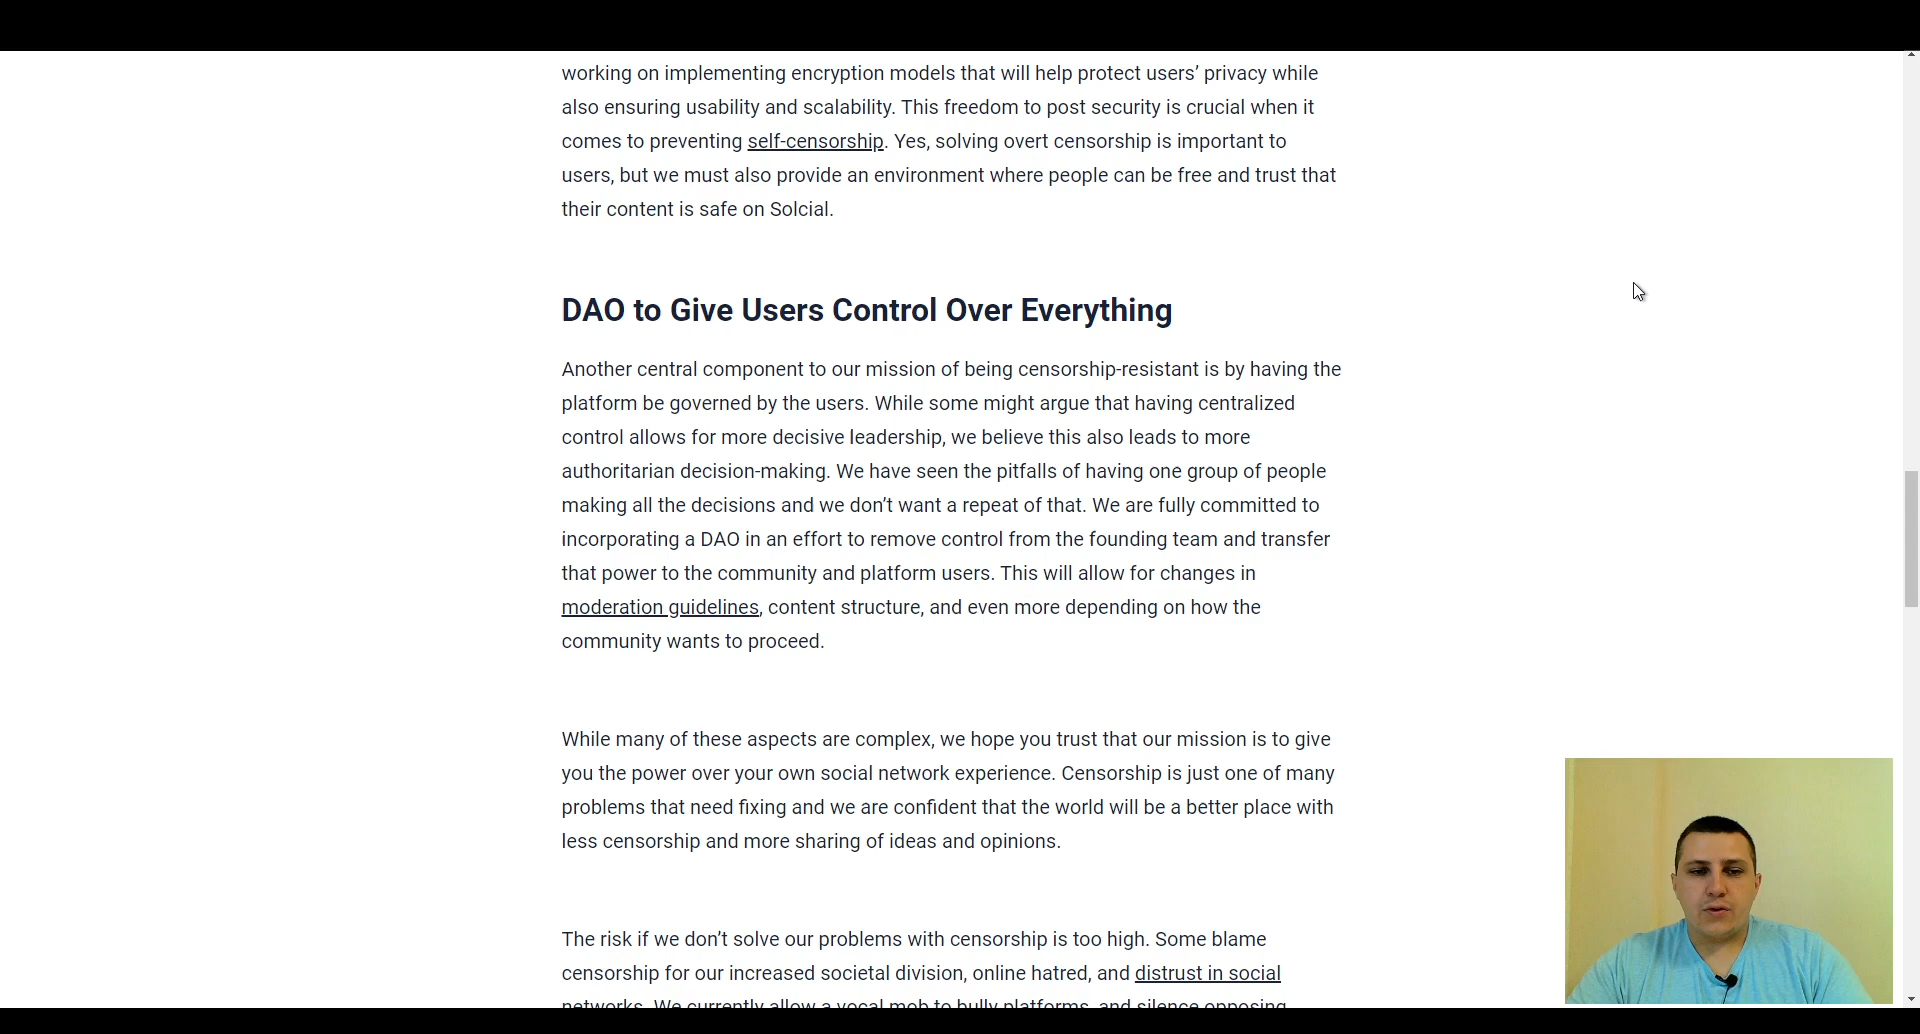 working on implementing encryption models that will help protect users’ privacy while
also ensuring usability and scalability. This freedom to post security is crucial when it
comes to preventing self-censorship. Yes, solving overt censorship is important to
users, but we must also provide an environment where people can be free and trust that
their content is safe on Solcial.
DAO to Give Users Control Over Everything
Another central component to our mission of being censorship-resistant is by having the
platform be governed by the users. While some might argue that having centralized
control allows for more decisive leadership, we believe this also leads to more
authoritarian decision-making. We have seen the pitfalls of having one group of people
making all the decisions and we don’t want a repeat of that. We are fully committed to
incorporating a DAO in an effort to remove control from the founding team and transfer
that power to the community and platform users. This will allow for changes in
moderation guidelines, content structure, and even more depending on how the
community wants to proceed.
While many of these aspects are complex, we hope you trust that our mission is to give
you the power over your own social network experience. Censorship is just one of many
problems that need fixing and we are confident that the world will be a better place with
less censorship and more sharing of ideas and opinions.
The risk if we don’t solve our problems with censorship is too high. Some blame
censorship for our increased societal division, online hatred, and distrust in social
networks. We currently allow a vocal mob to bully platforms, and silence opposing